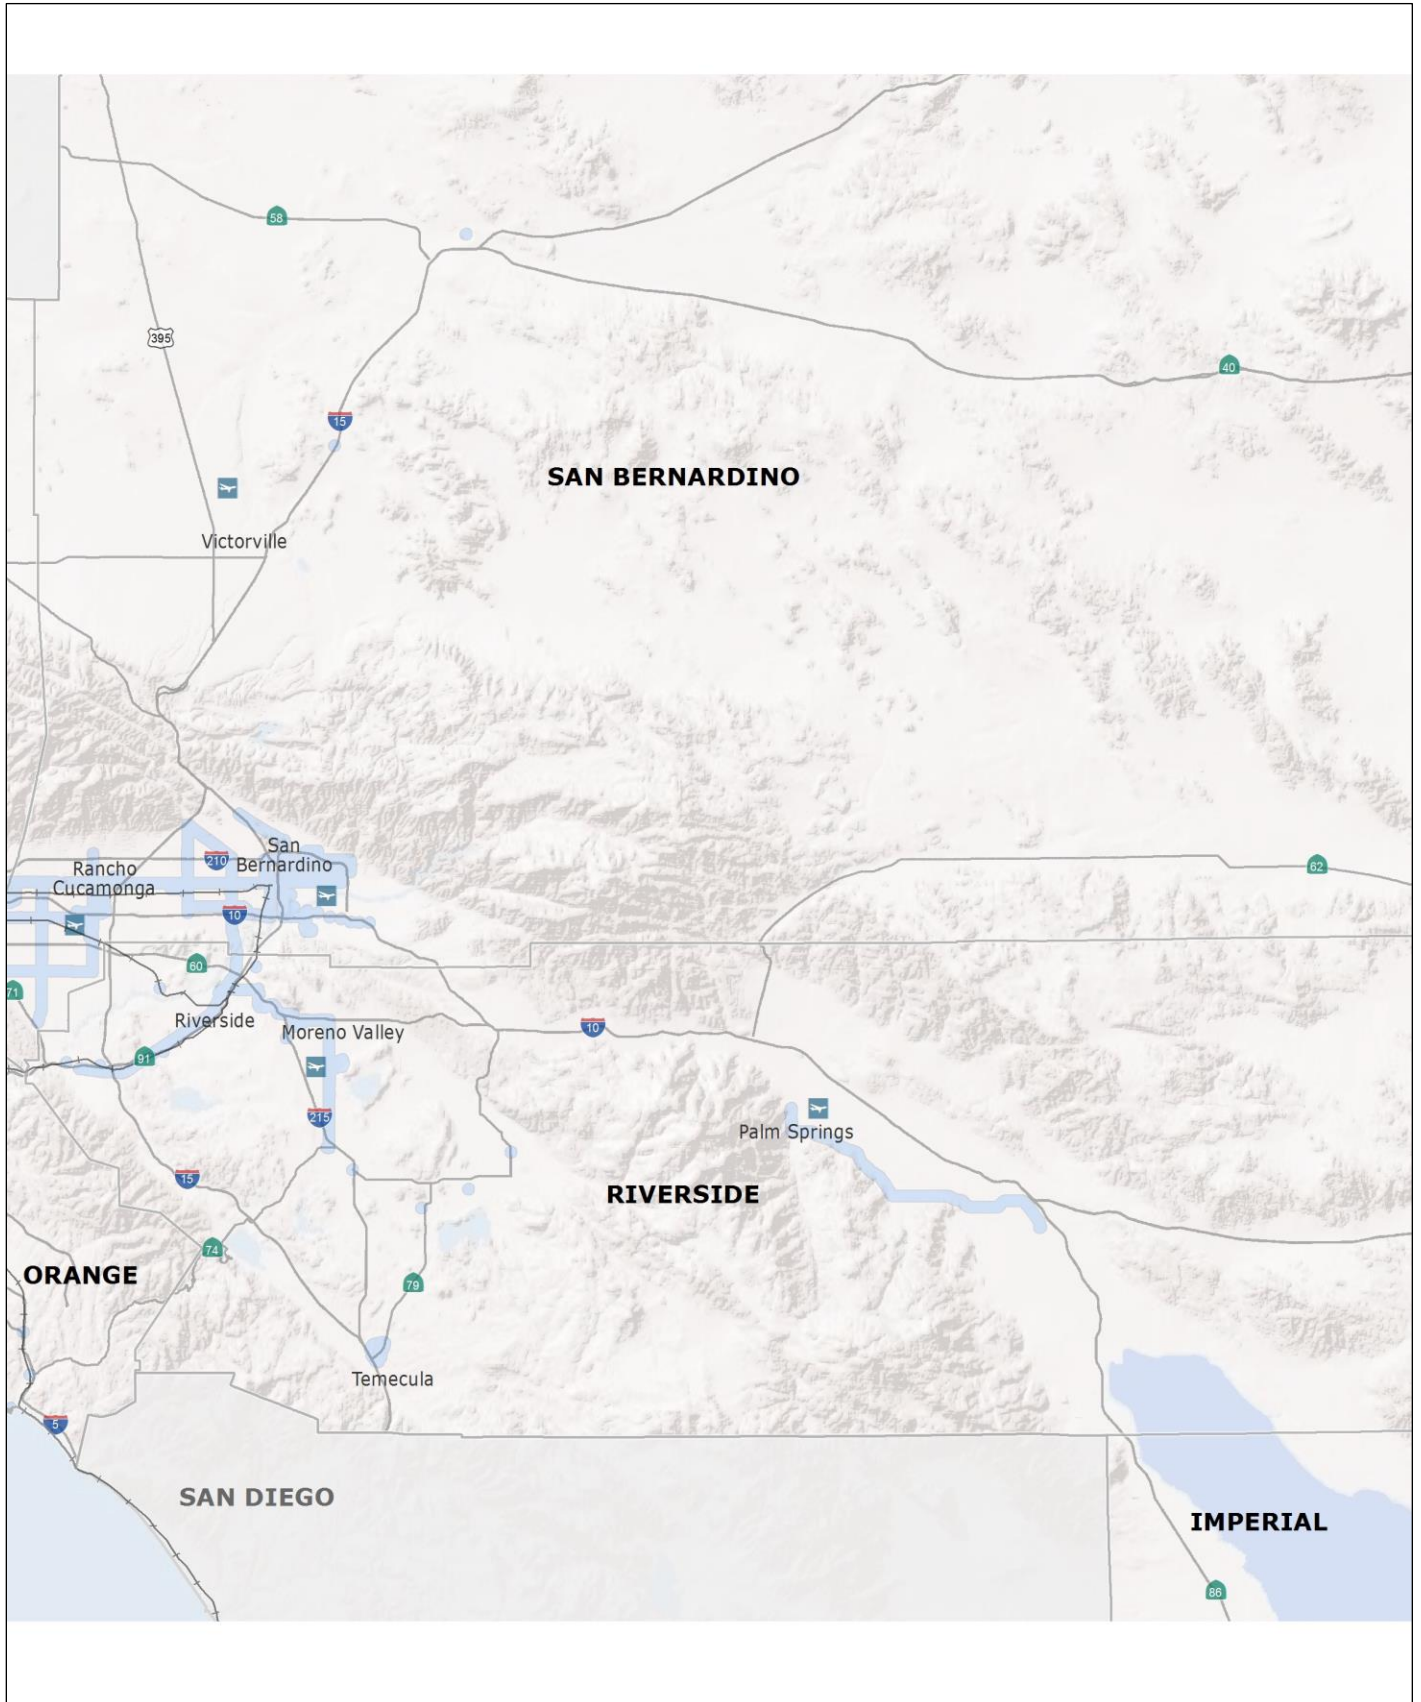 58
395
40
15
SAN BERNARDINO
Victorville
San
Bernardino
210
Rancho
Cucamonga
62
10
60
71
Riverside
Moreno Valley
10
91
215
Palm Springs
15
RIVERSIDE
74
ORANGE
79
Temecula
5
SAN DIEGO
IMPERIAL
86